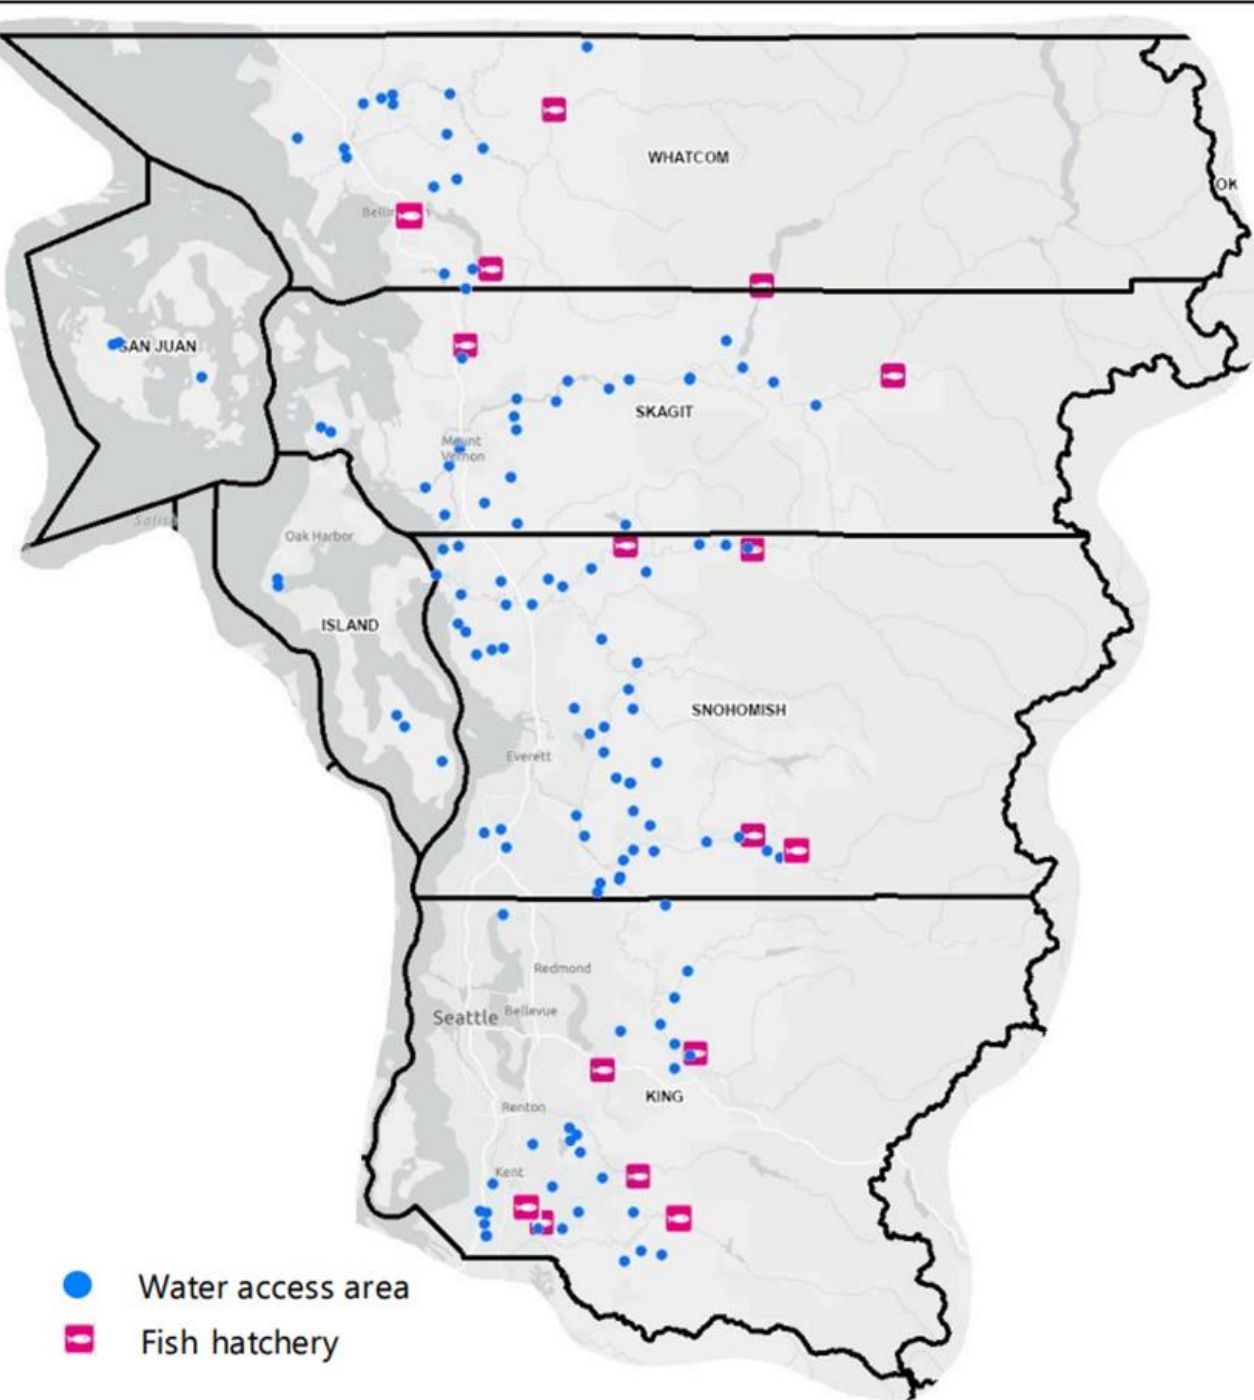 WHATCOM
OK
SAN JUAN
SKAGIT
Mount
Vernon
Oak Harbor
ISLAND
SNOHOMISH
Everett
Redmond
Seattle
Bellevue
KING
Renton
Kent
Water access area
Fish hatchery